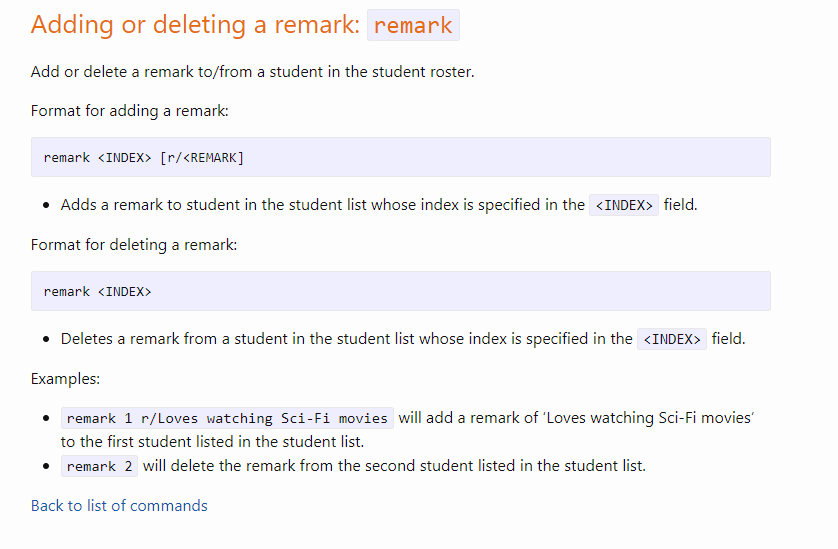 Adding or deleting a remark: remark
Add or delete a remark to/from a student in the student roster.
Format for adding a remark:
remark <INDEX> [r/<REMARK]
Adds a remark to student in the student list whose index is specified in the <INDEX> field.
Format for deleting a remark:
remark <INDEX>
Deletes a remark from a student in the student list whose index is specified in the <INDEX> field.
Examples:
remark 1 r/Loves watching Sci-Fi movies will add a remark of ‘Loves watching Sci-Fi movies’
to the first student listed in the student list.
remark 2 will delete the remark from the second student listed in the student list.
Back to list of commands